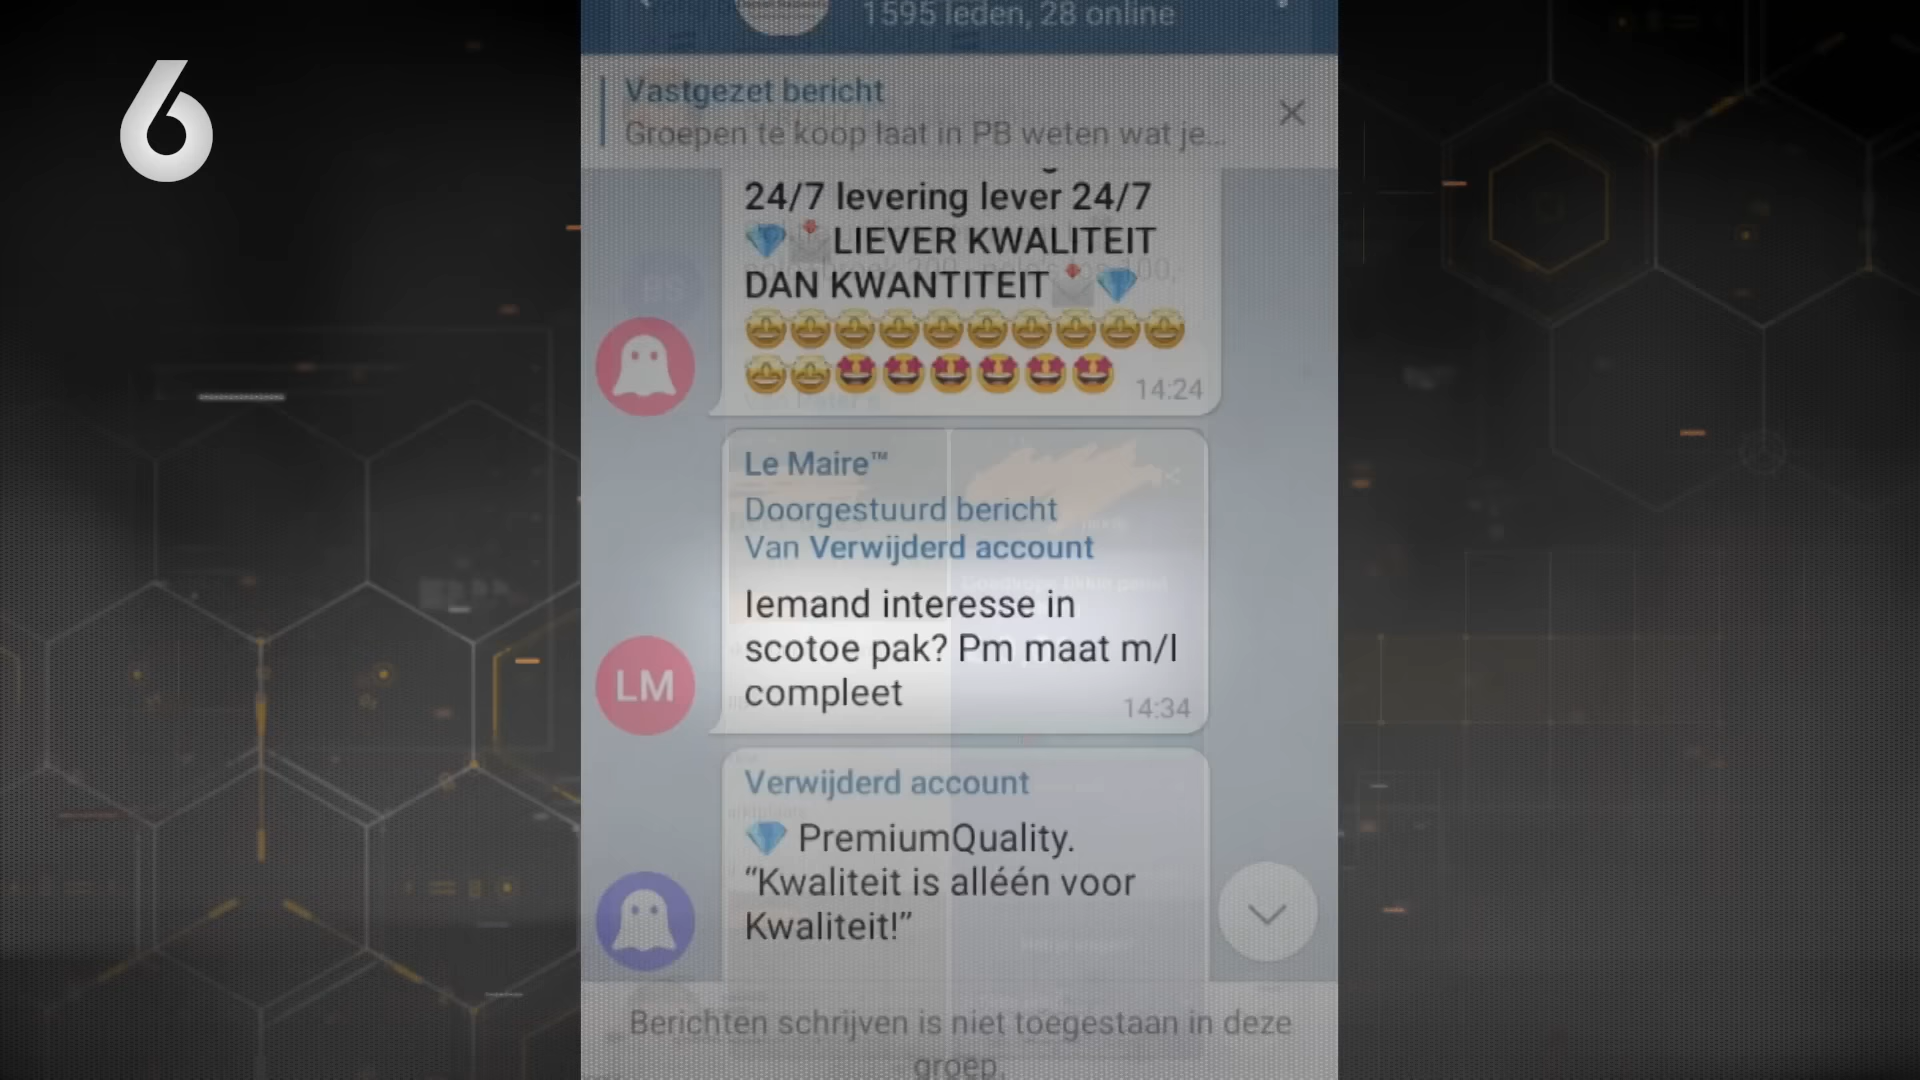 6
1595 leden, 28 online
Vastgezet bericht
Groepen te koop laat in PB weten wat je...
24/7 levering lever 24/7
💎📩LIEVER KWALITEIT
DAN KWANTITEIT📩💎
🤩🤩🤩🤩🤩🤩🤩🤩🤩🤩
🤩🤩🤩🤩🤩🤩🤩🤩
14:24
Le Maire™
Doorgestuurd bericht
Van Verwijderd account
Iemand interesse in
scotoe pak? Pm maat m/l
compleet
14:34
LM
Verwijderd account
💎 PremiumQuality.
“Kwaliteit is alléén voor
Kwaliteit!”
Berichten schrijven is niet toegestaan in deze
groep.